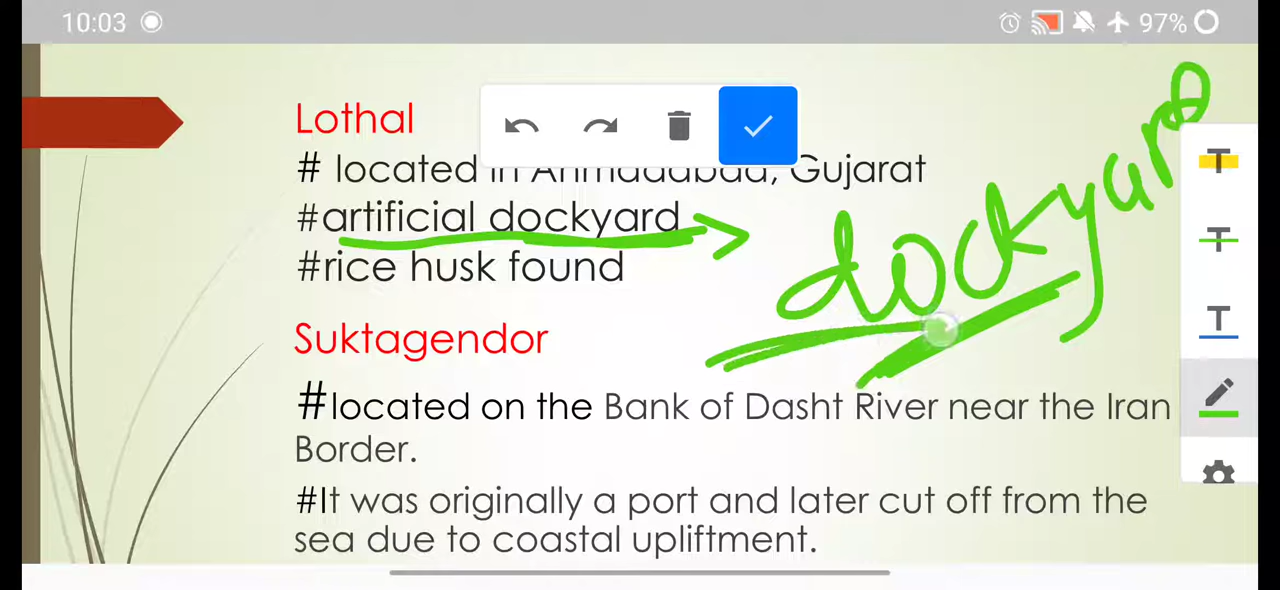 10:03
97%
Lothal
# located in Ahmadabad, Gujarat
#artificial dockyard
dockyard
#rice husk found
Suktagendor
#located on the Bank of Dasht River near the Iran
Border.
#It was originally a port and later cut off from the
sea due to coastal upliftment.
T
T
T